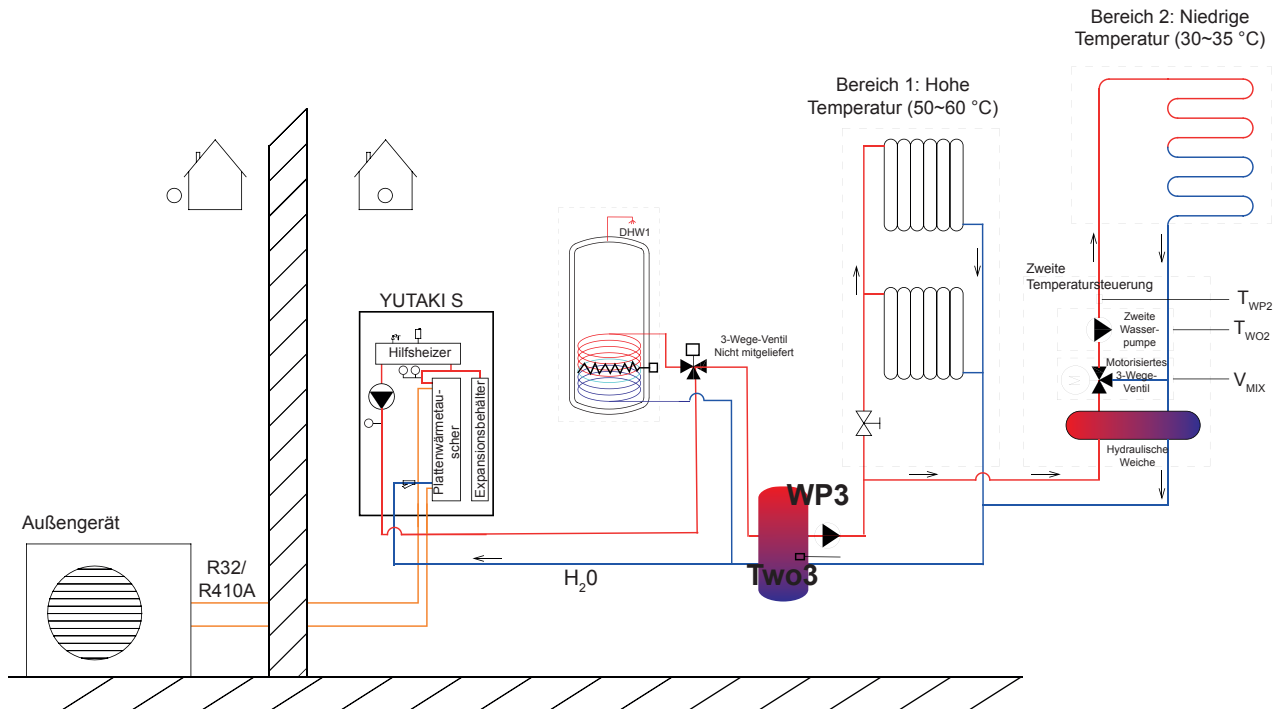 Bereich 2: Niedrige
Temperatur (30~35 °C)
Bereich 1: Hohe
Temperatur (50~60 °C)
DHW1
Zweite
Temperatursteuerung
YUTAKI S
Hilfsheizer
Plattenwärmetau-
scher
Expansionsbehälter
3-Wege-Ventil
Nicht mitgeliefert
T WP2
Zweite
Wasser-
pumpe
T WO2
Motorisiertes
3-Wege-
Ventil
M
V MIX
Hydraulische
Weiche
WP3
Two3
Außengerät
R32/
R410A
H20